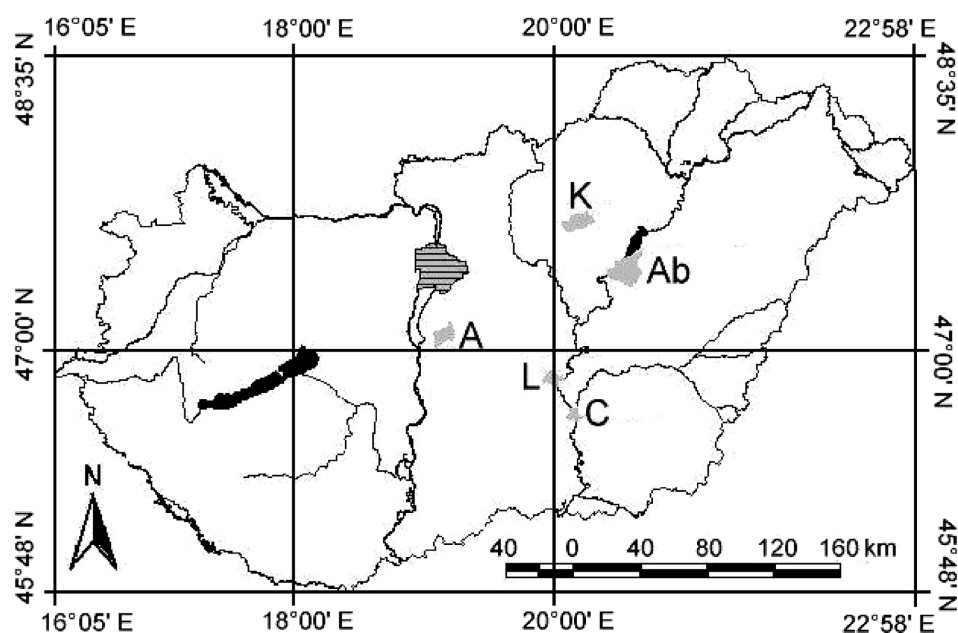 16°05' E 18°00' E 20°00' E 22°58' E
48°35' N
48°35' N
K
Ab
A
47°00' N
47°00' N
L
C
N
40 0 40 80 120 160 km
45°48' N
45°48' N
16°05' E 18°00' E 20°00' E 22°58' E